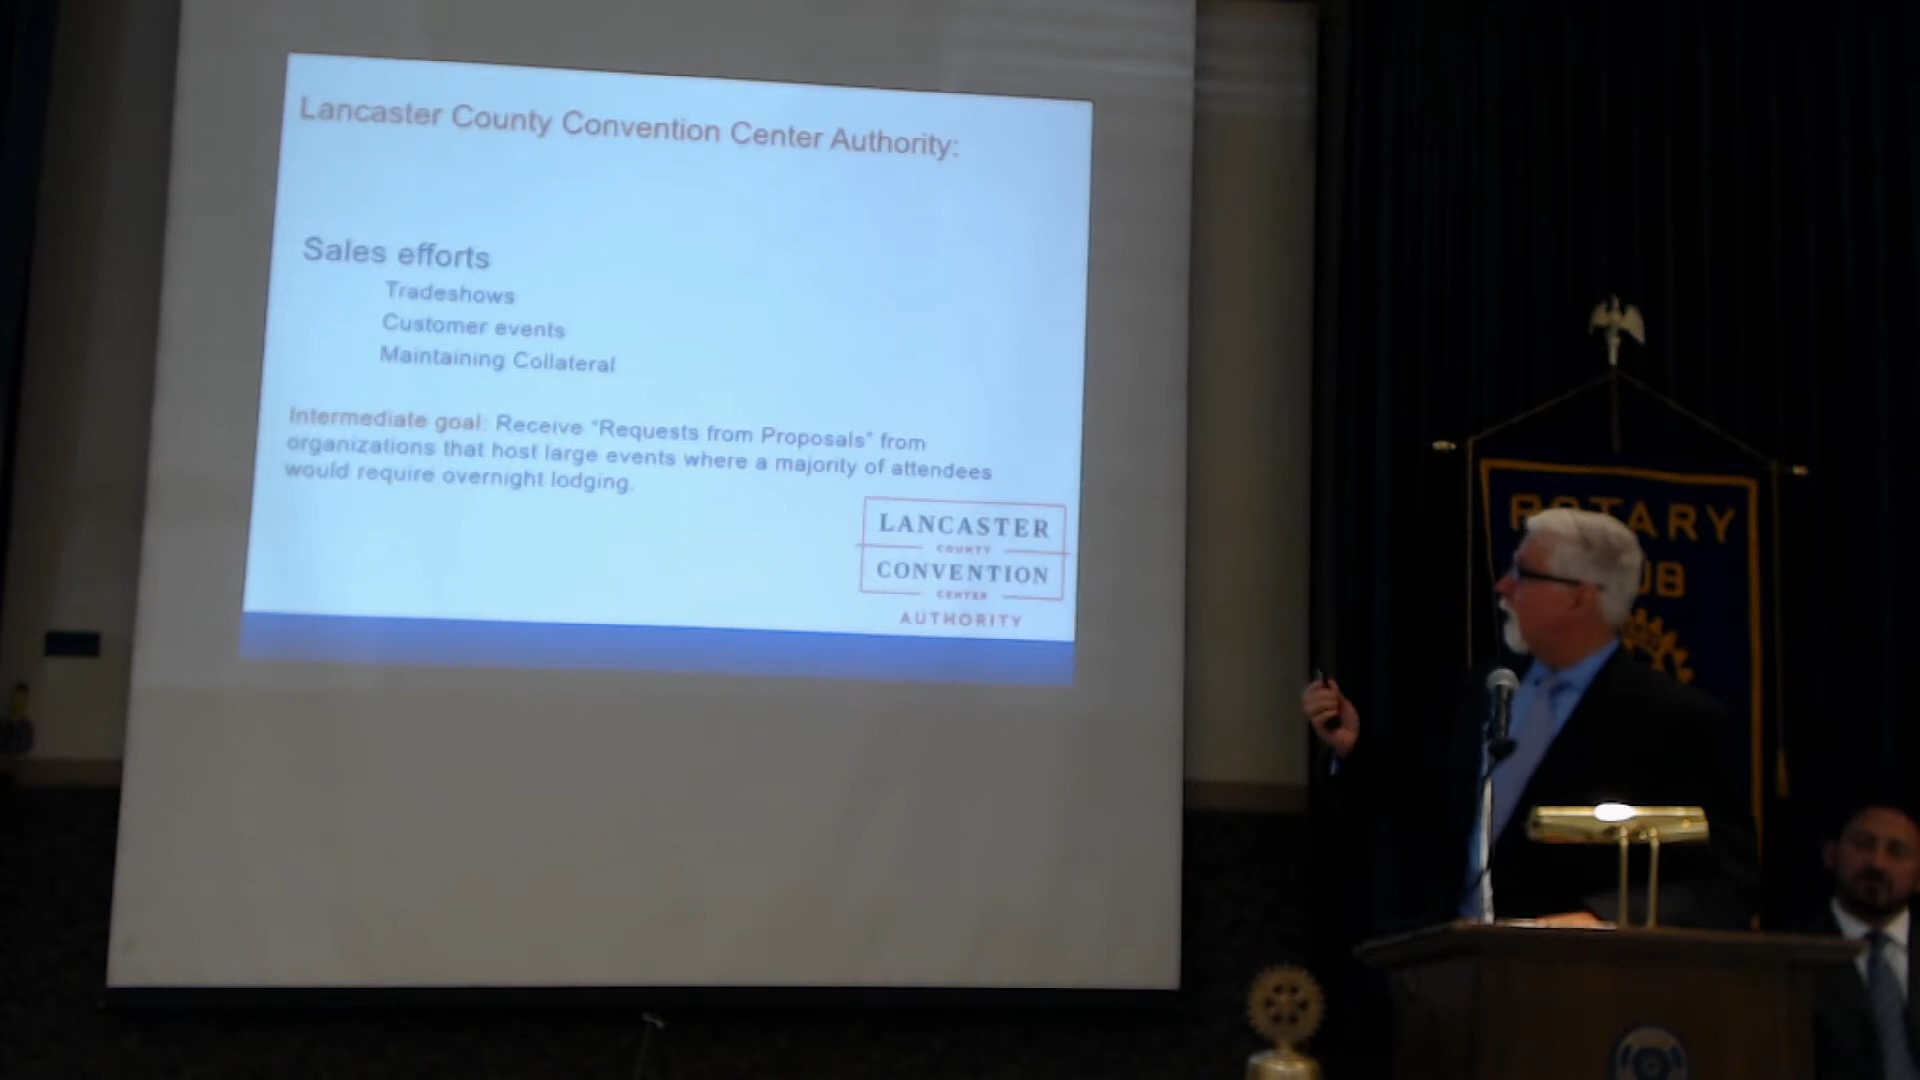 Lancaster County Convention Center Authority:
Sales efforts
Tradeshows
Customer events
Maintaining Collateral
Intermediate goal: Receive “Requests from Proposals” from
organizations that host large events where a majority of attendees
would require overnight lodging.
LANCASTER
COUNTY
CONVENTION
CENTER
AUTHORITY
ROTARY